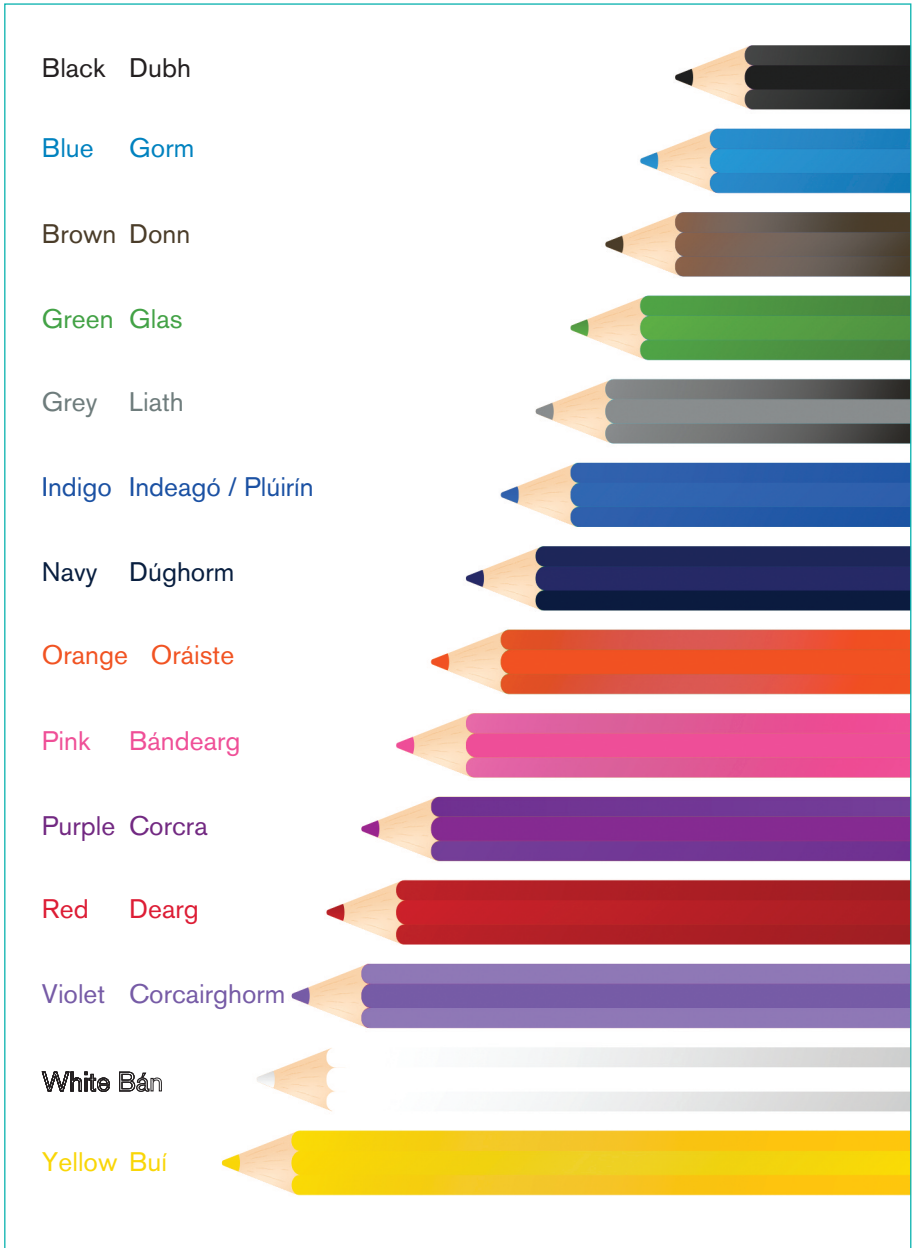 Black Dubh
Blue Gorm
Brown Donn
Green Glas
Grey Liath
Indigo Indeagó / Plúirín
Navy Dúghorm
Orange Oráiste
Pink Bándearg
Purple Corcra
Red Dearg
Violet Corcairghorm
White Bán
Yellow Buí